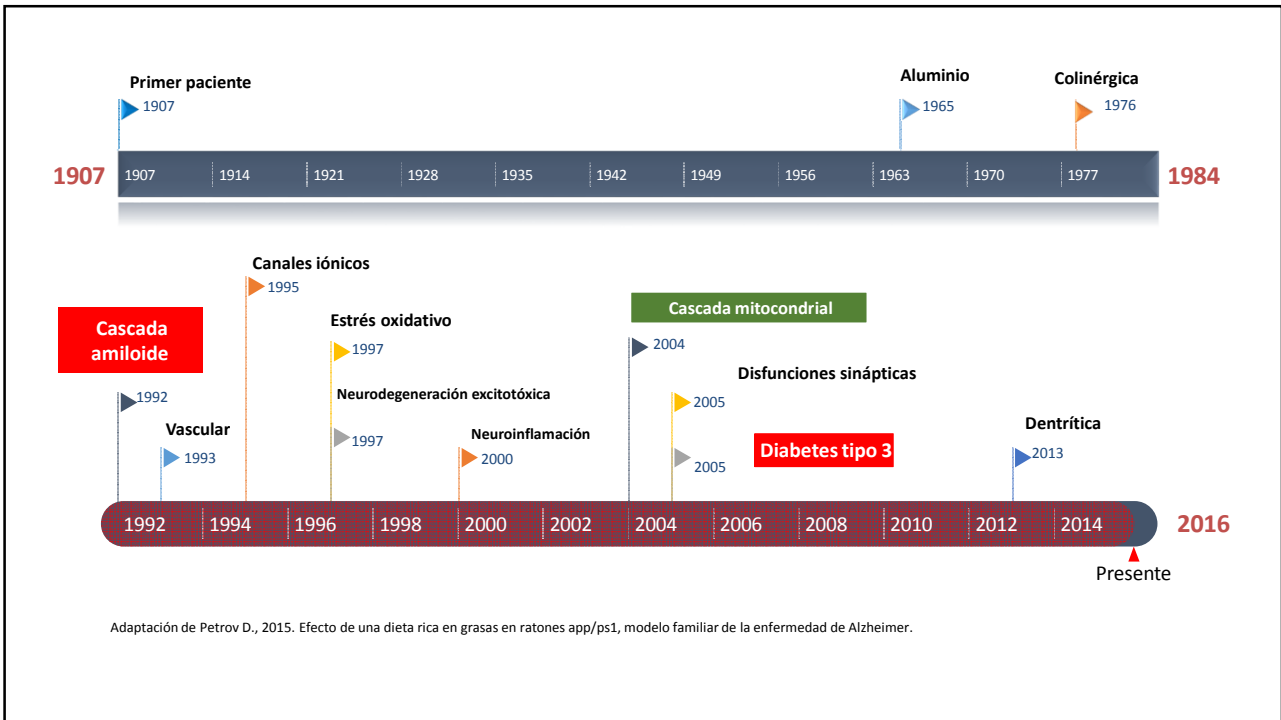 Primer paciente
1907
Aluminio
1965
Colinérgica
1976
1907
1907 1914 1921 1928 1935 1942 1949 1956 1963 1970 1977
1984
Canales iónicos
1995
Cascada
amiloide
1992
Vascular
1993
Estrés oxidativo
1997
Neurodegeneración excitotóxica
1997
Neuroinflamación
2000
Cascada mitocondrial
2004
Disfunciones sinápticas
2005
Diabetes tipo 3
2005
Dentrítica
2013
1992 1994 1996 1998 2000 2002 2004 2006 2008 2010 2012 2014
2016
Presente
Adaptación de Petrov D., 2015. Efecto de una dieta rica en grasas en ratones app/ps1, modelo familiar de la enfermedad de Alzheimer.